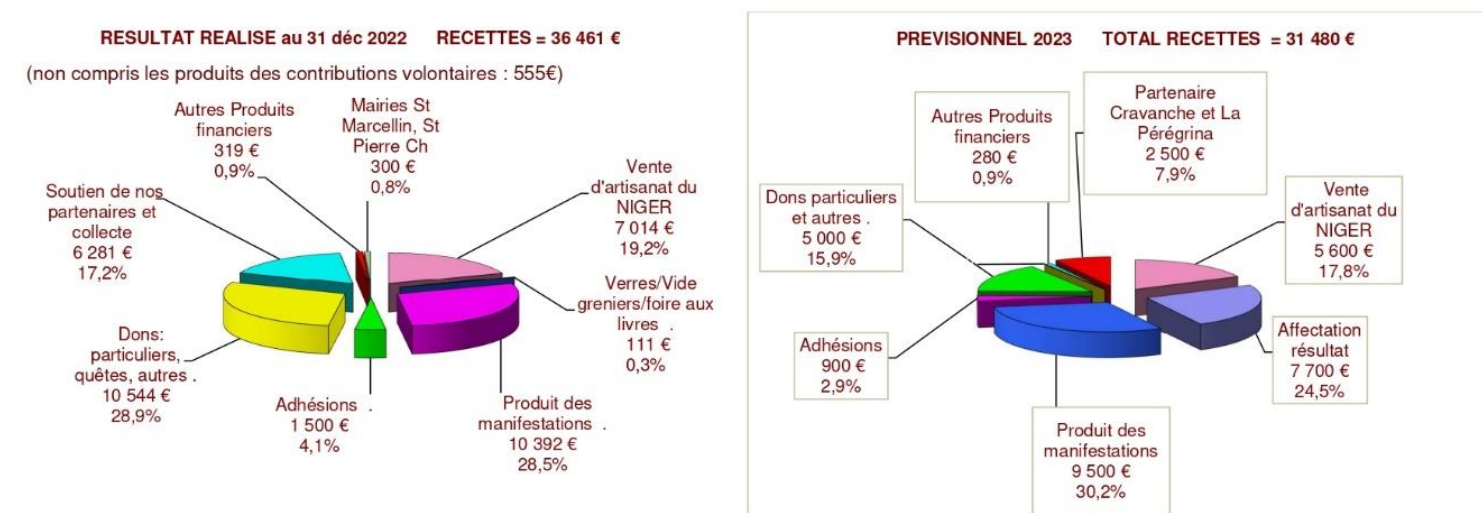 RESULTAT REALISE au 31 déc 2022 RECETTES = 36 461 €
(non compris les produits des contributions volontaires : 555€)
Autres Produits
financiers
319 €
0,9%
Mairies St
Marcellin, St
Pierre Ch
300 €
0,8%
Vente
d'artisanat du
NIGER
7 014 €
19,2%
Soutien de nos
partenaires et
collecte
6 281 €
17,2%
Verres/Vide
greniers/foire aux
livres .
111 €
0,3%
Dons:
particuliers,
quêtes, autres .
10 544 €
28,9%
Adhésions .
1 500 €
4,1%
Produit des
manifestations .
10 392 €
28,5%
PREVISIONNEL 2023 TOTAL RECETTES = 31 480 €
Autres Produits
financiers
280 €
0,9%
Partenaire
Cravanche et La
Pérégrina
2 500 €
7,9%
Dons particuliers
et autres .
5 000 €
15,9%
Vente
d'artisanat du
NIGER
5 600 €
17,8%
Adhésions
900 €
2,9%
Affectation
résultat
7 700 €
24,5%
Produit des
manifestations
9 500 €
30,2%